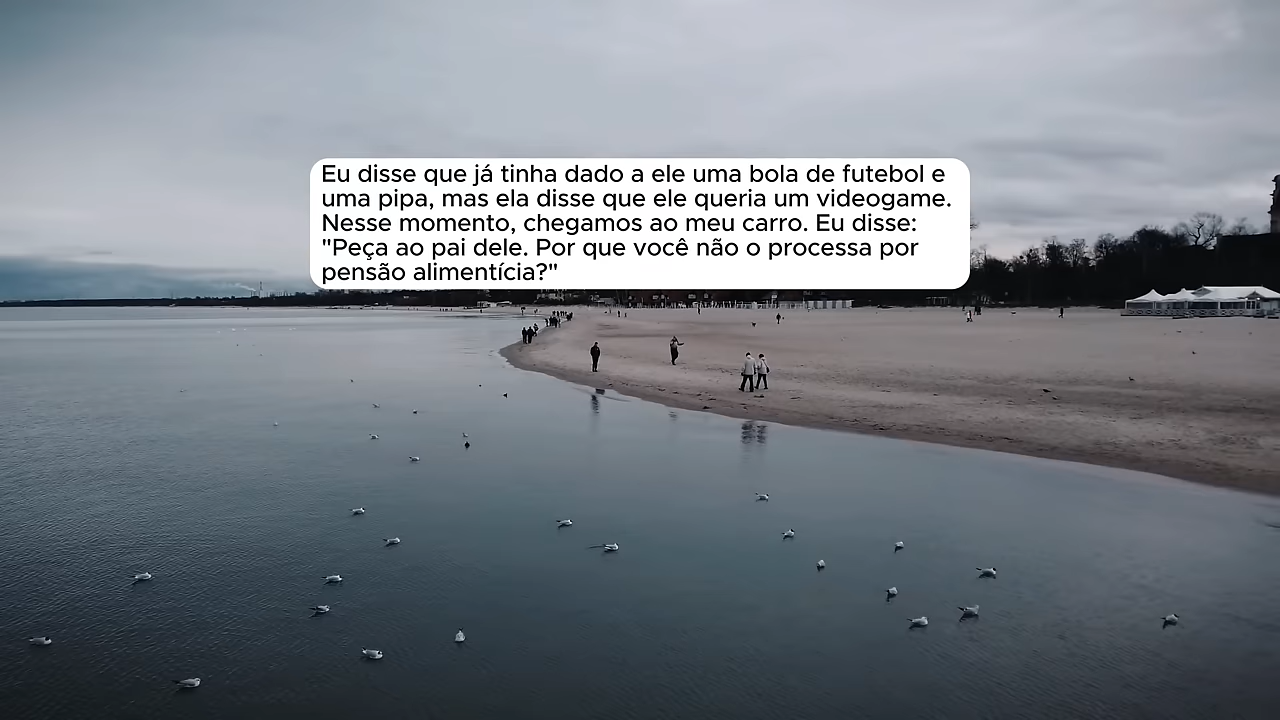 Eu disse que já tinha dado a ele uma bola de futebol e
uma pipa, mas ela disse que ele queria um videogame.
Nesse momento, chegamos ao meu carro. Eu disse:
"Peça ao pai dele. Por que você não o processa por
pensão alimentícia?"